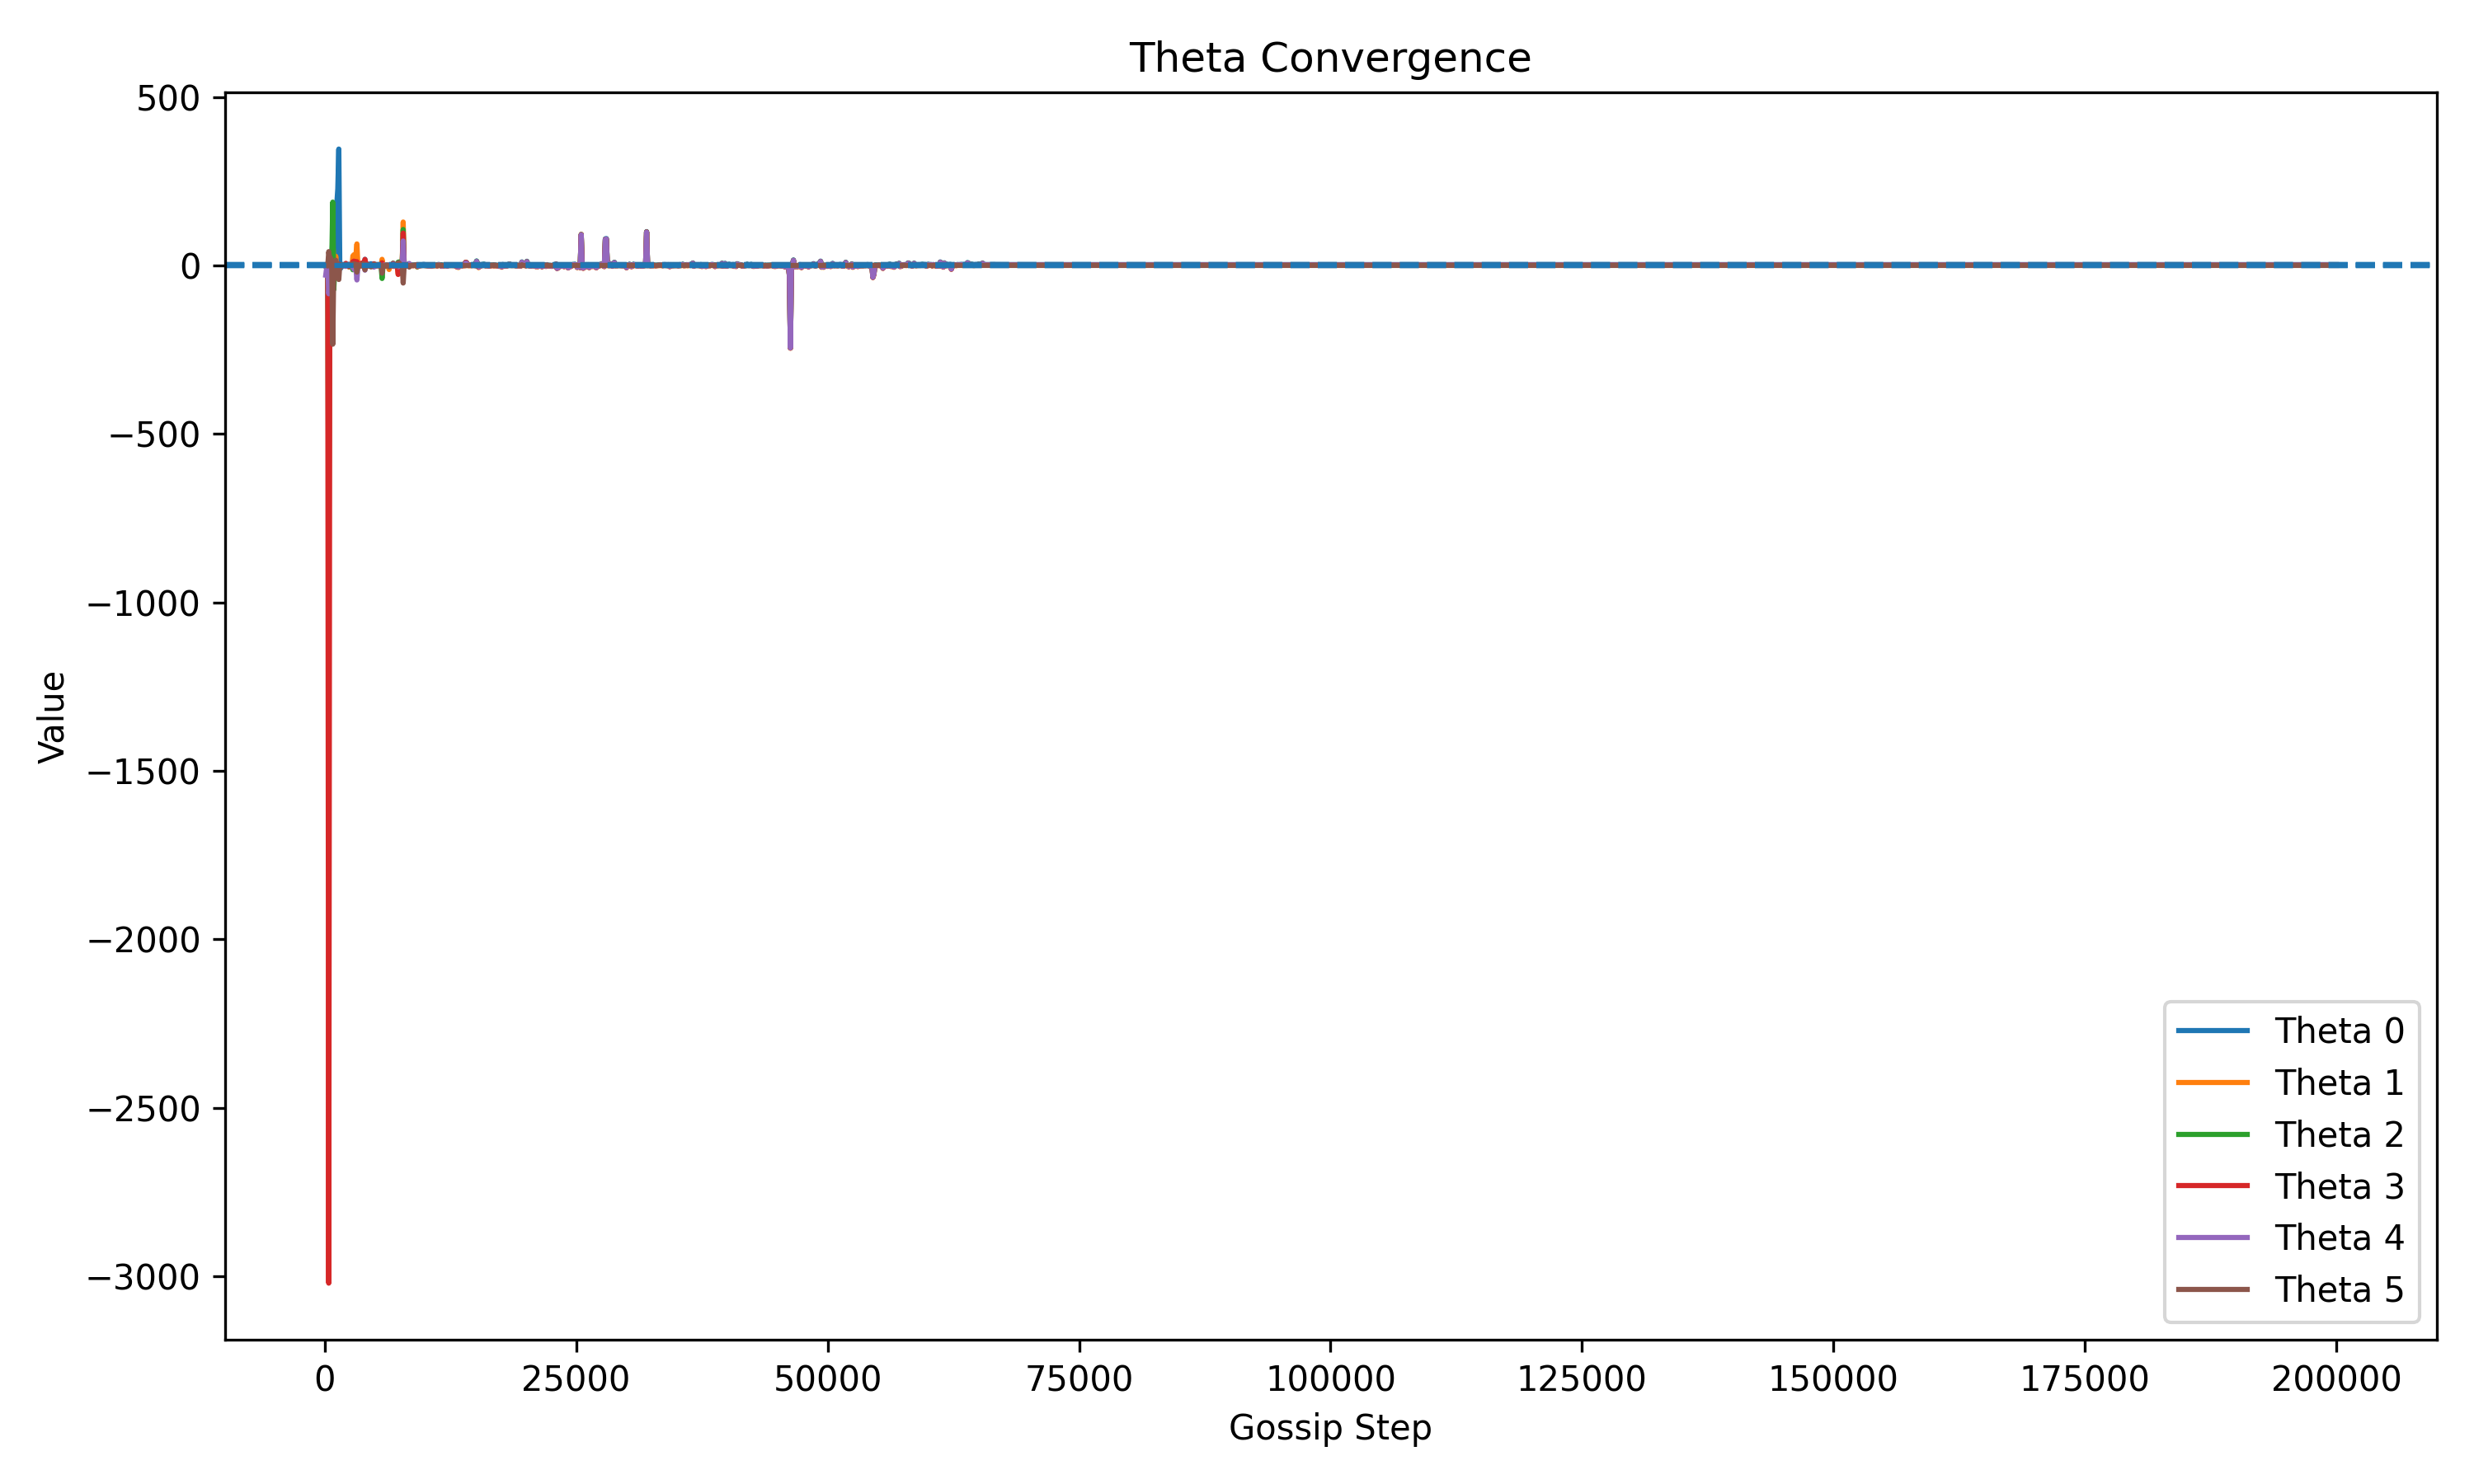 Theta Convergence
500
0
−500
−1000
−1500
−2000
−2500
−3000
Value
0 25000 50000 75000 100000 125000 150000 175000 200000
Gossip Step
Theta 0
Theta 1
Theta 2
Theta 3
Theta 4
Theta 5